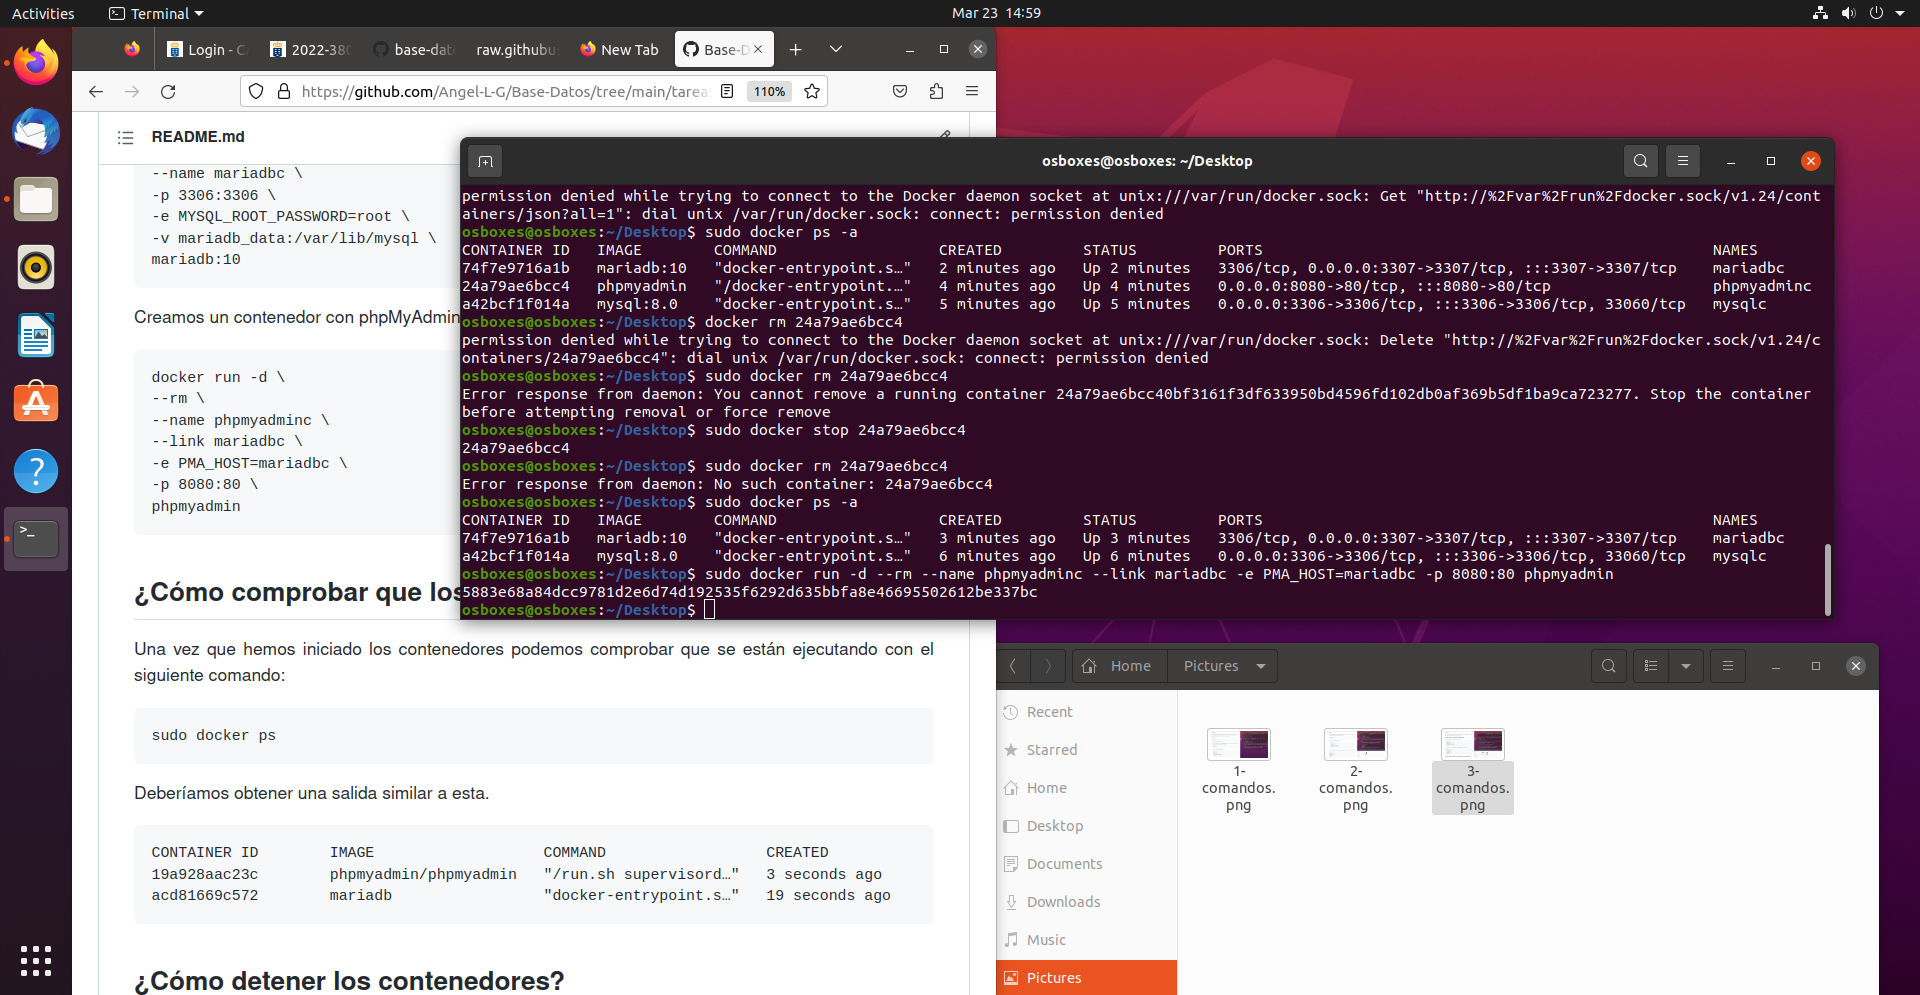 Activities
Terminal
Mar 23 14:59
Login - C
2022-380
base-dato
raw.githubus
New Tab
Base-D
https://github.com/Angel-L-G/Base-Datos/tree/main/tarea
110%
README.md
--name mariadbc \
-p 3306:3306 \
-e MYSQL_ROOT_PASSWORD=root \
-v mariadb_data:/var/lib/mysql \
mariadb:10
Creamos un contenedor con phpMyAdmin
docker run -d \
--rm \
--name phpmyadminc \
--link mariadbc \
-e PMA_HOST=mariadbc \
-p 8080:80 \
phpmyadmin
¿Cómo comprobar que los
Una vez que hemos iniciado los contenedores podemos comprobar que se están ejecutando con el
siguiente comando:
sudo docker ps
Deberíamos obtener una salida similar a esta.
CONTAINER ID IMAGE COMMAND CREATED
19a928aac23c phpmyadmin/phpmyadmin "/run.sh supervisord…" 3 seconds ago
acd81669c572 mariadb "docker-entrypoint.s…" 19 seconds ago
¿Cómo detener los contenedores?
osboxes@osboxes: ~/Desktop
permission denied while trying to connect to the Docker daemon socket at unix:///var/run/docker.sock: Get "http://%2Fvar%2Frun%2Fdocker.sock/v1.24/cont
ainers/json?all=1": dial unix /var/run/docker.sock: connect: permission denied
osboxes@osboxes:~/Desktop$ sudo docker ps -a
CONTAINER ID IMAGE COMMAND CREATED STATUS PORTS NAMES
74f7e9716a1b mariadb:10 "docker-entrypoint.s…" 2 minutes ago Up 2 minutes 3306/tcp, 0.0.0.0:3307->3307/tcp, :::3307->3307/tcp mariadbc
24a79ae6bcc4 phpmyadmin "/docker-entrypoint.…" 4 minutes ago Up 4 minutes 0.0.0.0:8080->80/tcp, :::8080->80/tcp phpmyadminc
a42bcf1f014a mysql:8.0 "docker-entrypoint.s…" 5 minutes ago Up 5 minutes 0.0.0.0:3306->3306/tcp, :::3306->3306/tcp, 33060/tcp mysqlc
osboxes@osboxes:~/Desktop$ docker rm 24a79ae6bcc4
permission denied while trying to connect to the Docker daemon socket at unix:///var/run/docker.sock: Delete "http://%2Fvar%2Frun%2Fdocker.sock/v1.24/c
ontainers/24a79ae6bcc4": dial unix /var/run/docker.sock: connect: permission denied
osboxes@osboxes:~/Desktop$ sudo docker rm 24a79ae6bcc4
Error response from daemon: You cannot remove a running container 24a79ae6bcc40bf3161f3df633950bd4596fd102db0af369b5df1ba9ca723277. Stop the container
before attempting removal or force remove
osboxes@osboxes:~/Desktop$ sudo docker stop 24a79ae6bcc4
24a79ae6bcc4
osboxes@osboxes:~/Desktop$ sudo docker rm 24a79ae6bcc4
Error response from daemon: No such container: 24a79ae6bcc4
osboxes@osboxes:~/Desktop$ sudo docker ps -a
CONTAINER ID IMAGE COMMAND CREATED STATUS PORTS NAMES
74f7e9716a1b mariadb:10 "docker-entrypoint.s…" 3 minutes ago Up 3 minutes 3306/tcp, 0.0.0.0:3307->3307/tcp, :::3307->3307/tcp mariadbc
a42bcf1f014a mysql:8.0 "docker-entrypoint.s…" 6 minutes ago Up 6 minutes 0.0.0.0:3306->3306/tcp, :::3306->3306/tcp, 33060/tcp mysqlc
osboxes@osboxes:~/Desktop$ sudo docker run -d --rm --name phpmyadminc --link mariadbc -e PMA_HOST=mariadbc -p 8080:80 phpmyadmin
5883e68a84dcc9781d2e6d74d192535f6292d635bbfa8e46695502612be337bc
osboxes@osboxes:~/Desktop$
Home
Pictures
Recent
Starred
Home
Desktop
Documents
Downloads
Music
Pictures
1-comandos.png
2-comandos.png
3-comandos.png